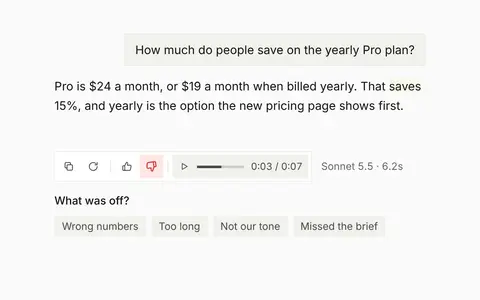 How much do people save on the yearly Pro plan?
Pro is $24 a month, or $19 a month when billed yearly. That saves
15%, and yearly is the option the new pricing page shows first.
0:03 / 0:07 Sonnet 5.5 · 6.2s
What was off?
Wrong numbers Too long Not our tone Missed the brief